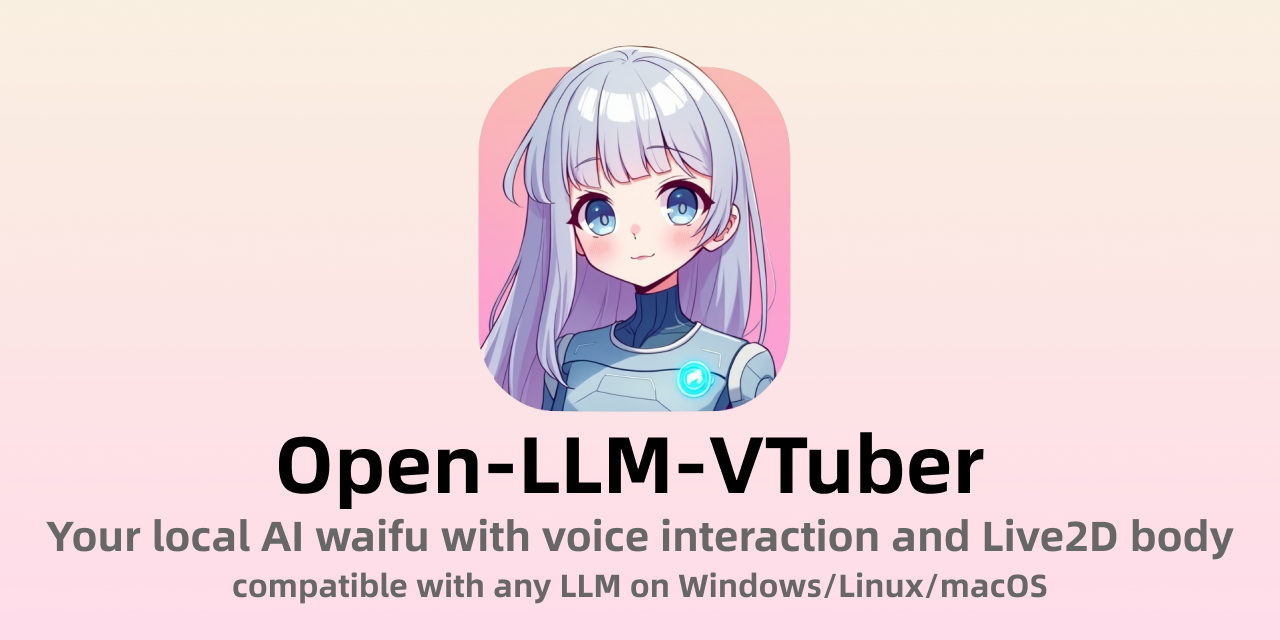 Open-LLM-VTuber
Your local AI waifu with voice interaction and Live2D body
compatible with any LLM on Windows/Linux/macOS